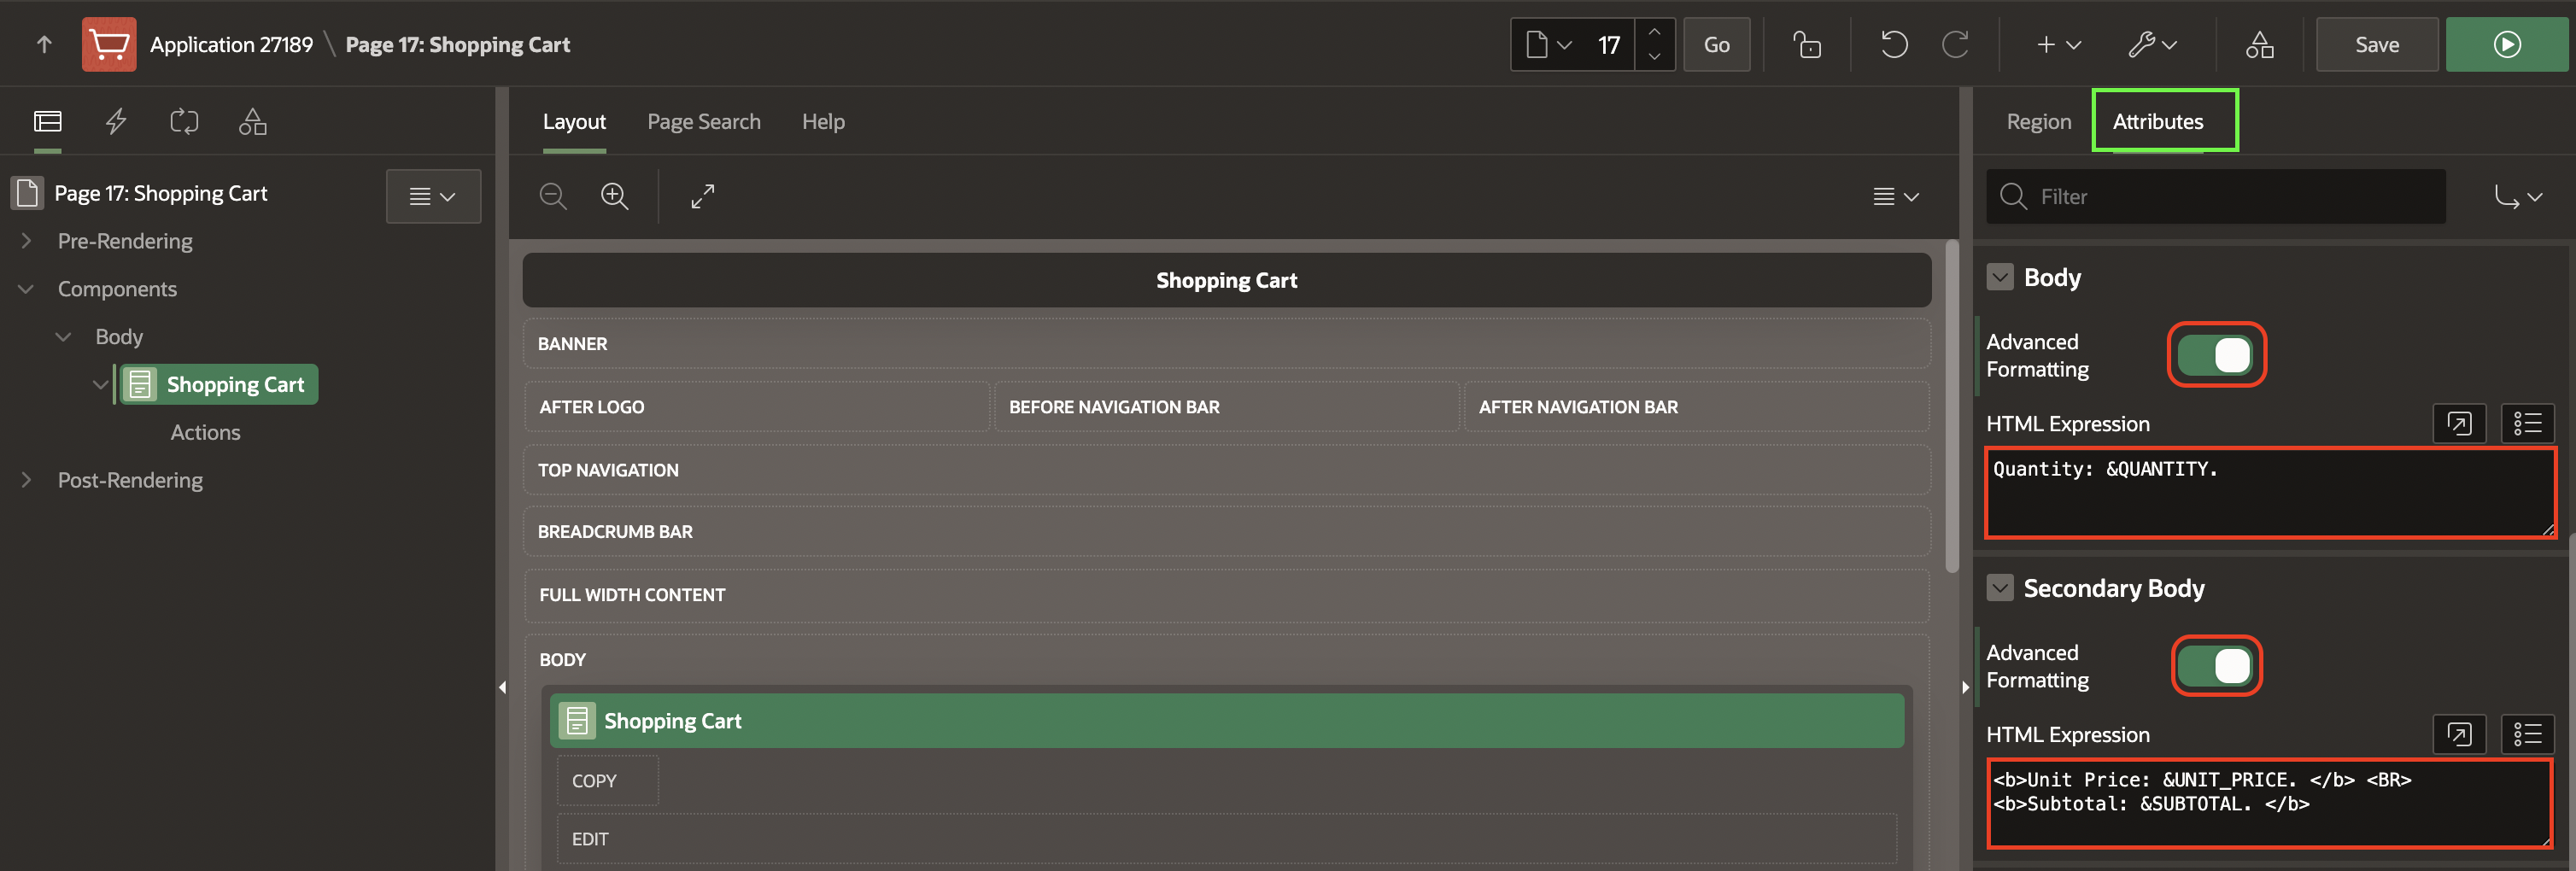 Application 27189 \ Page 17: Shopping Cart
17
Go
Save
Page 17: Shopping Cart
Pre-Rendering
Components
Body
Shopping Cart
Actions
Post-Rendering
Layout Page Search Help
Shopping Cart
BANNER
AFTER LOGO BEFORE NAVIGATION BAR AFTER NAVIGATION BAR
TOP NAVIGATION
BREADCRUMB BAR
FULL WIDTH CONTENT
BODY
Shopping Cart
COPY
EDIT
Region Attributes
Filter
Body
Advanced
Formatting
HTML Expression
Quantity: &QUANTITY.
Secondary Body
Advanced
Formatting
HTML Expression
<b>Unit Price: &UNIT_PRICE. </b> <BR>
<b>Subtotal: &SUBTOTAL. </b>